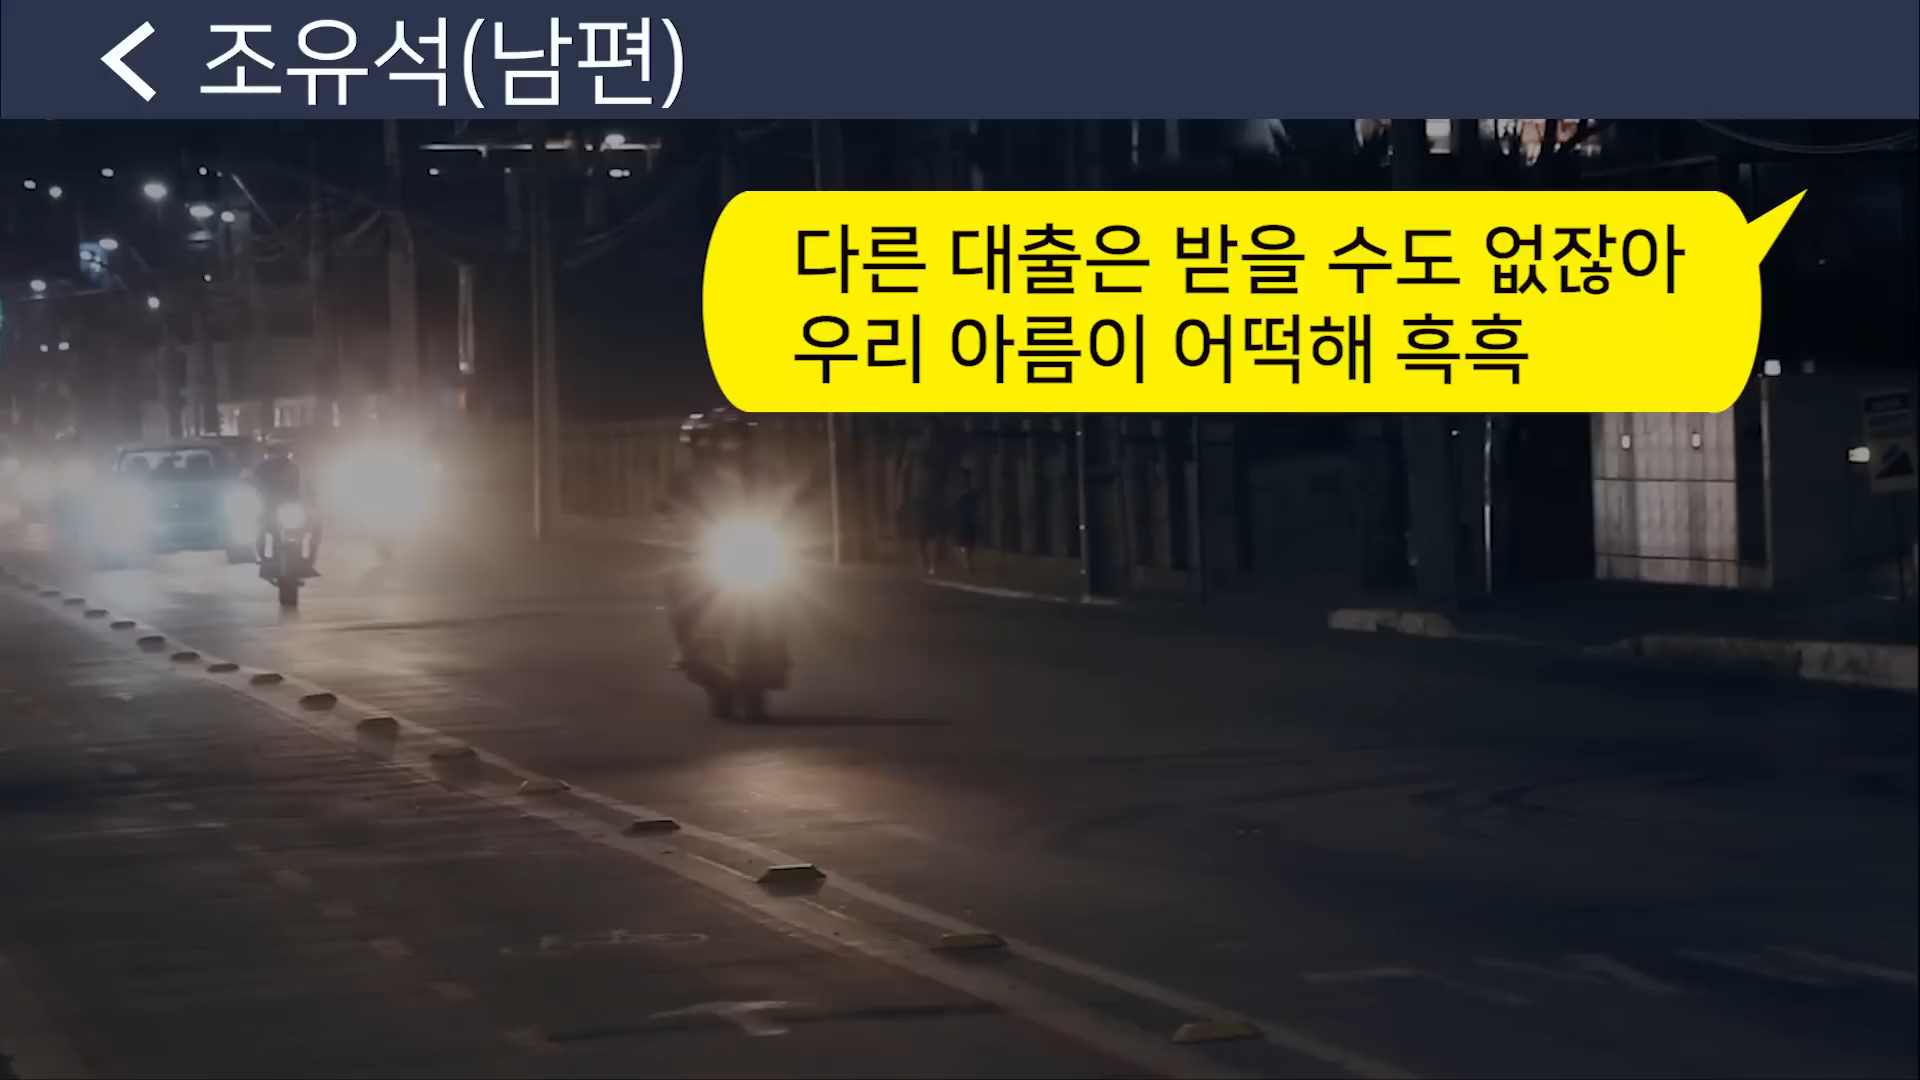 조유석(남편)
다른 대출은 받을 수도 없잖아
우리 아름이 어떡해 흑흑